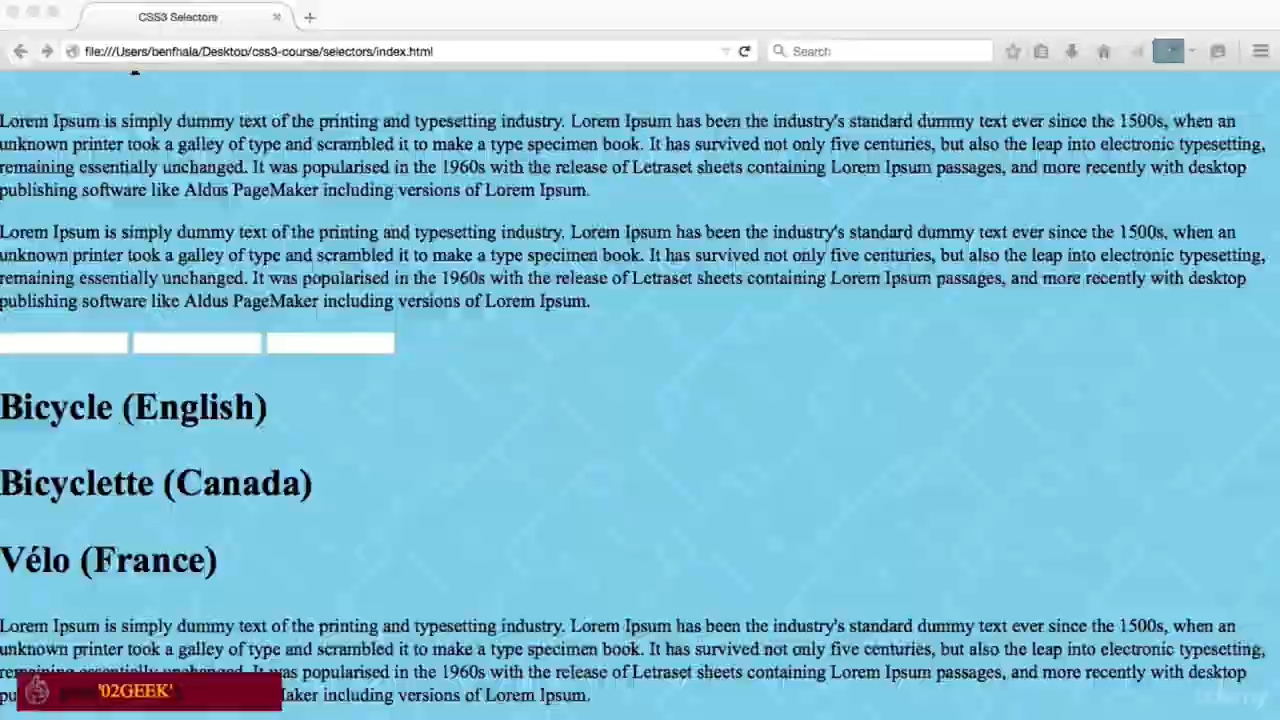 CSS3 Selectors
file:///Users/benfhala/Desktop/css3-course/selectors/index.html
Search
Lorem Ipsum is simply dummy text of the printing and typesetting industry. Lorem Ipsum has been the industry's standard dummy text ever since the 1500s, when an
unknown printer took a galley of type and scrambled it to make a type specimen book. It has survived not only five centuries, but also the leap into electronic typesetting,
remaining essentially unchanged. It was popularised in the 1960s with the release of Letraset sheets containing Lorem Ipsum passages, and more recently with desktop
publishing software like Aldus PageMaker including versions of Lorem Ipsum.
Lorem Ipsum is simply dummy text of the printing and typesetting industry. Lorem Ipsum has been the industry's standard dummy text ever since the 1500s, when an
unknown printer took a galley of type and scrambled it to make a type specimen book. It has survived not only five centuries, but also the leap into electronic typesetting,
remaining essentially unchanged. It was popularised in the 1960s with the release of Letraset sheets containing Lorem Ipsum passages, and more recently with desktop
publishing software like Aldus PageMaker including versions of Lorem Ipsum.
Bicycle (English)
Bicyclette (Canada)
Vélo (France)
Lorem Ipsum is simply dummy text of the printing and typesetting industry. Lorem Ipsum has been the industry's standard dummy text ever since the 1500s, when an
unknown printer took a galley of type and scrambled it to make a type specimen book. It has survived not only five centuries, but also the leap into electronic typesetting,
remaining essentially unchanged. It was popularised in the 1960s with the release of Letraset sheets containing Lorem Ipsum passages, and more recently with desktop
Maker including versions of Lorem Ipsum.
'02GEEK'
udemy